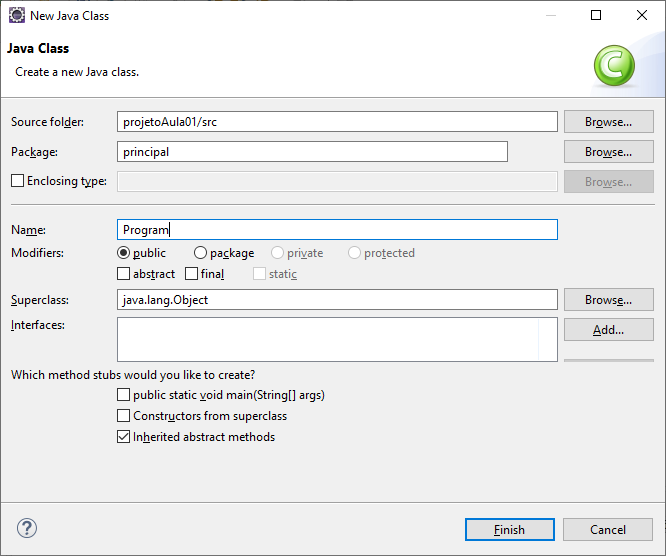 New Java Class
Java Class
Create a new Java class.
Source folder: projetoAula01/src Browse...
Package: principal Browse...
Enclosing type: Browse...
Name: Program
Modifiers: public package private protected
abstract final static
Superclass: java.lang.Object Browse...
Interfaces: Add...
Which method stubs would you like to create?
public static void main(String[] args)
Constructors from superclass
Inherited abstract methods
Finish Cancel